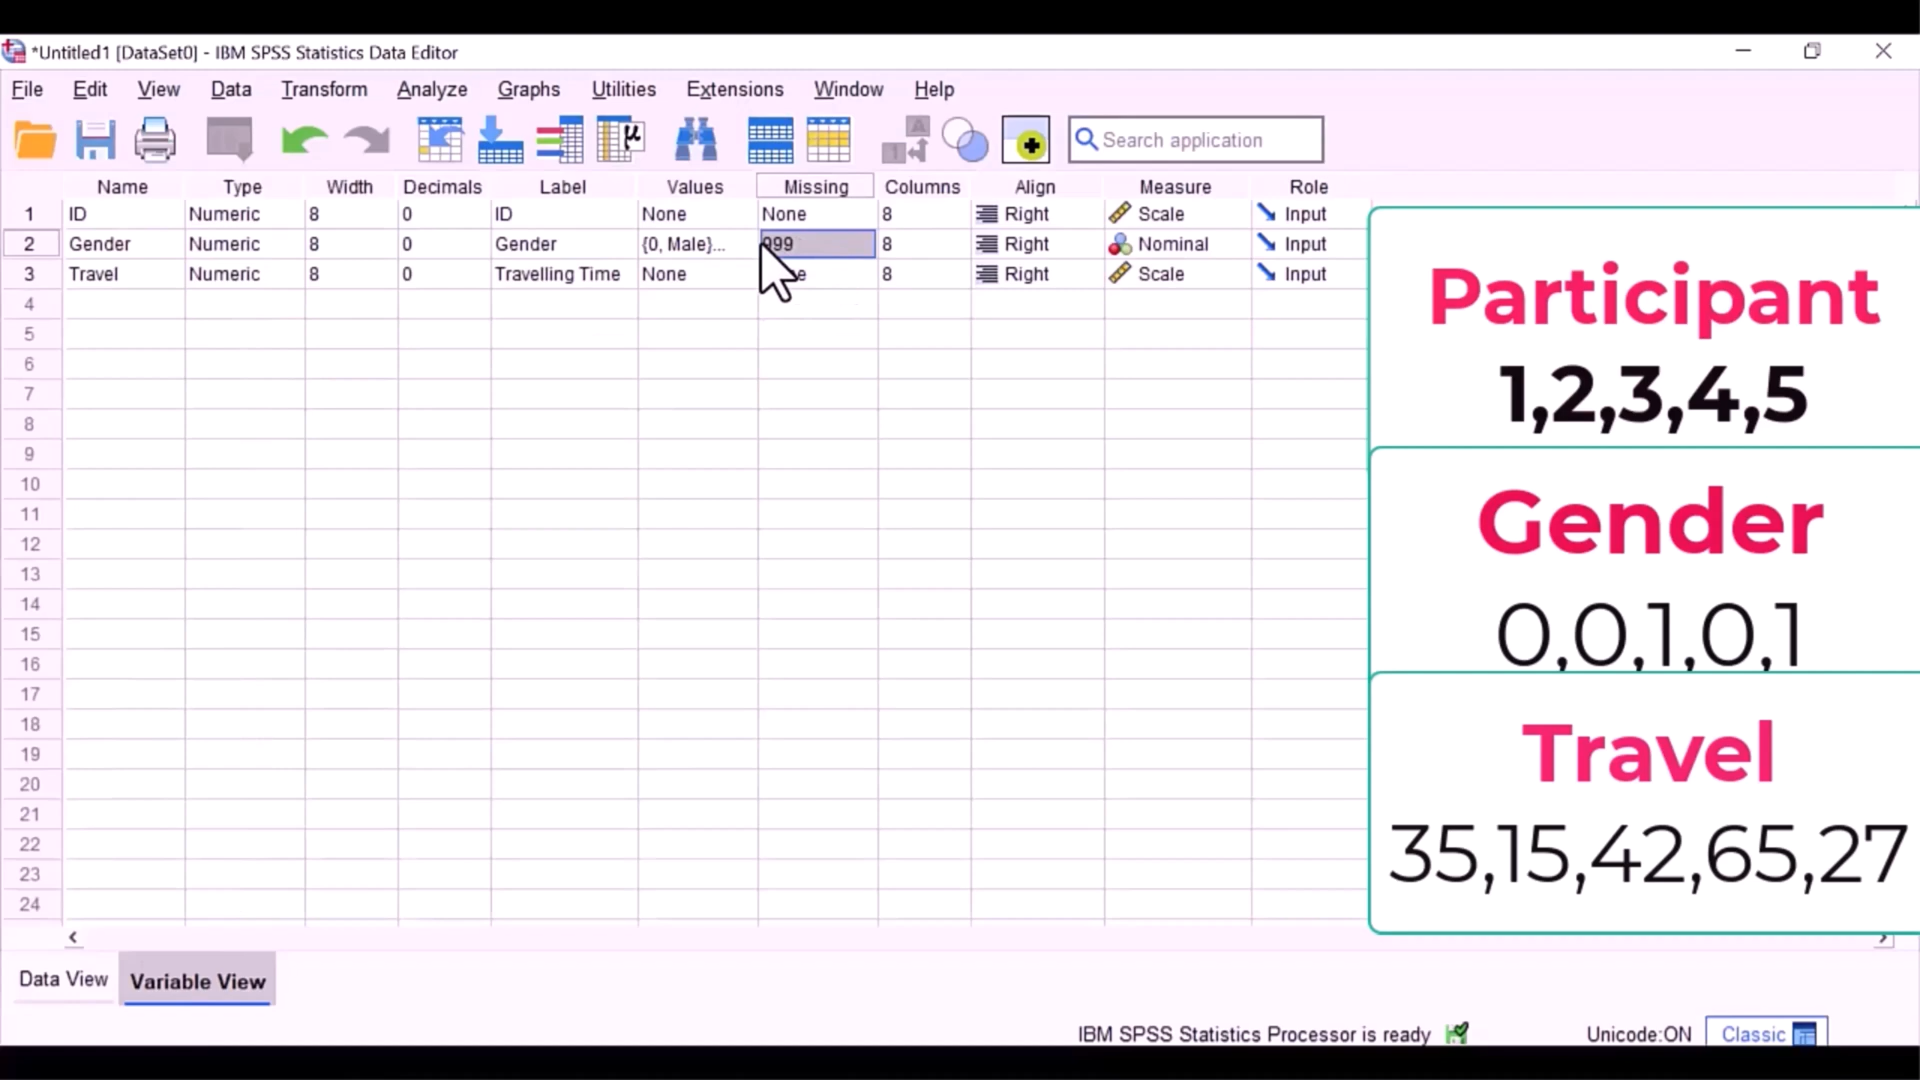 *Untitled1 [DataSet0] - IBM SPSS Statistics Data Editor
File Edit View Data Transform Analyze Graphs Utilities Extensions Window Help
Search application
Name Type Width Decimals Label Values Missing Columns Align Measure Role
1 ID Numeric 8 0 ID None None 8 Right Scale Input
2 Gender Numeric 8 0 Gender {0, Male}... 999 8 Right Nominal Input
3 Travel Numeric 8 0 Travelling Time None 8 Right Scale Input
4
5
6
7
8
9
10
11
12
13
14
15
16
17
18
19
20
21
22
23
24
Participant
1,2,3,4,5
Gender
0,0,1,0,1
Travel
35,15,42,65,27
Data View Variable View
IBM SPSS Statistics Processor is ready Unicode:ON Classic